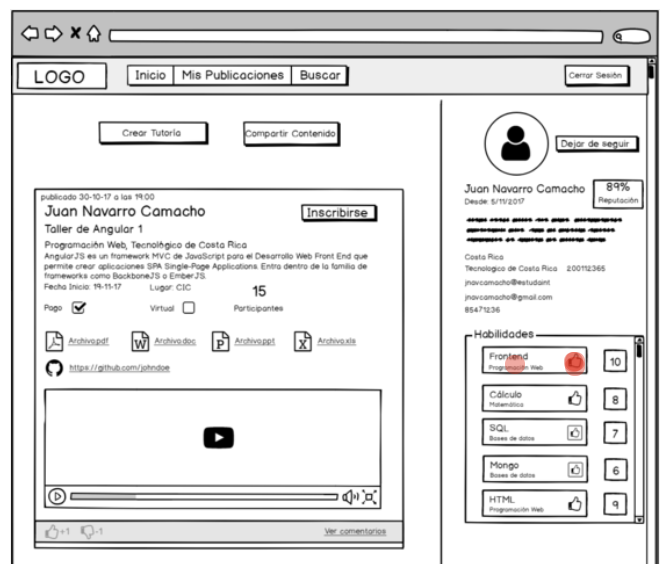 LOGO
Inicio
Mis Publicaciones
Buscar
Cerrar Sesión
Crear Tutoría
Compartir Contenido
publicado 30-10-17 a las 19:00
Juan Navarro Camacho
Inscribirse
Taller de Angular 1
Programación Web, Tecnológico de Costa Rica
AngularJS es un framework MVC de JavaScript para el Desarrollo Web Front End que
permite crear aplicaciones SPA Single-Page Applications. Entra dentro de la familia de
frameworks como BackboneJS o EmberJS.
Fecha Inicio: 19-11-17
Lugar: CIC
15
Pago
Virtual
Participantes
Archivo.pdf
W
Archivo.doc
P
Archivo.ppt
X
Archivo.xls
https://github.com/johndoe
+1
-1
Ver comentarios
Dejar de seguir
Juan Navarro Camacho
89%
Desde: 5/11/2017
Reputación
Costa Rica
Tecnologico de Costa Rica 200112365
jnavcamacho@estudaint
jnavcamacho@gmail.com
85471236
Habilidades
Frontend
Programación Web
10
Cálculo
Matemática
8
SQL
Bases de datos
7
Mongo
Bases de datos
6
HTML
Programación Web
9